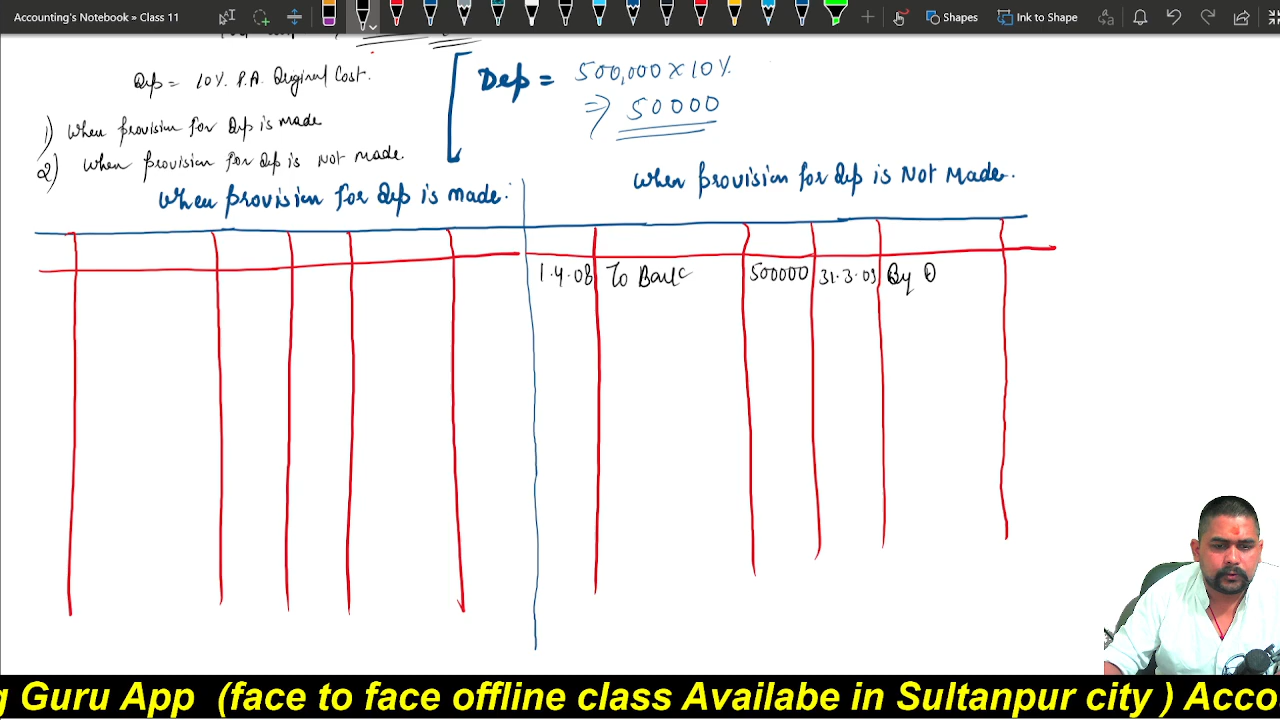 Accounting's Notebook » Class 11
Shapes
Ink to Shape
Dep = 10% P.A. Original Cost.
1) When provision for Dep is made
2) When provision for dep is Not made.
Dep = 500,000 x 10%
⇒ 50000
When provision for dep is made:
When provision for dep is Not Made.
1.4.08 To Bank 500000 31.3.09 By D
g Guru App (face to face offline class Availabe in Sultanpur city ) Acco